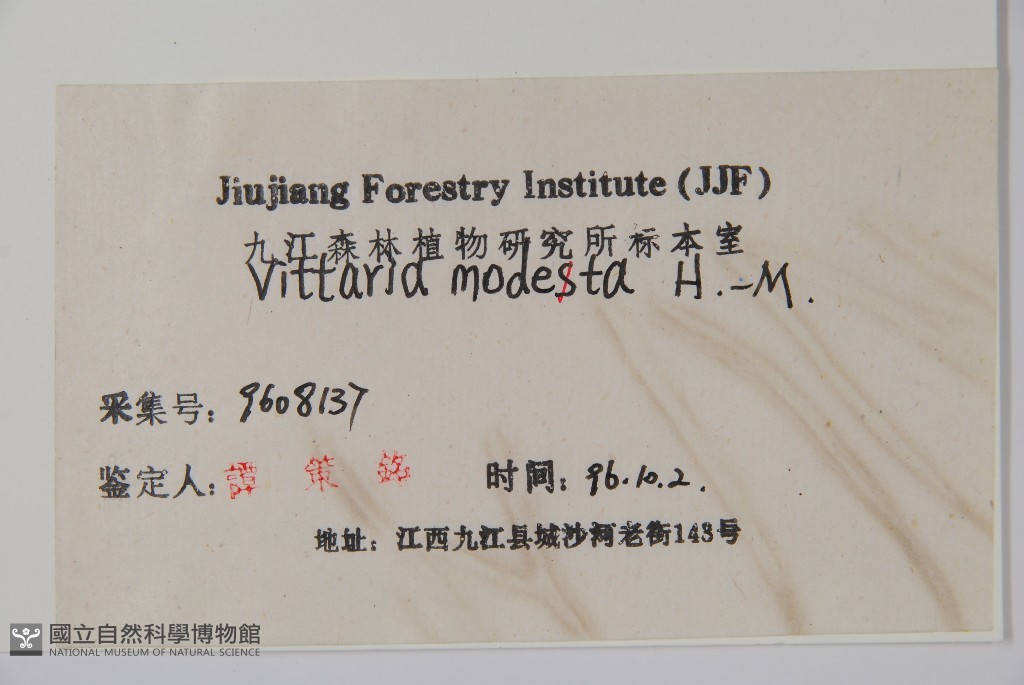 Jiujiang Forestry Institute (JJF)
九江森林植物研究所标本室
Vittaria modesta H.-M.
采集号: 9608137
鉴定人: 譚 策 銘 时间: 96.10.2.
地址: 江西九江县城沙河老街143号
國立自然科學博物館
NATIONAL MUSEUM OF NATURAL SCIENCE